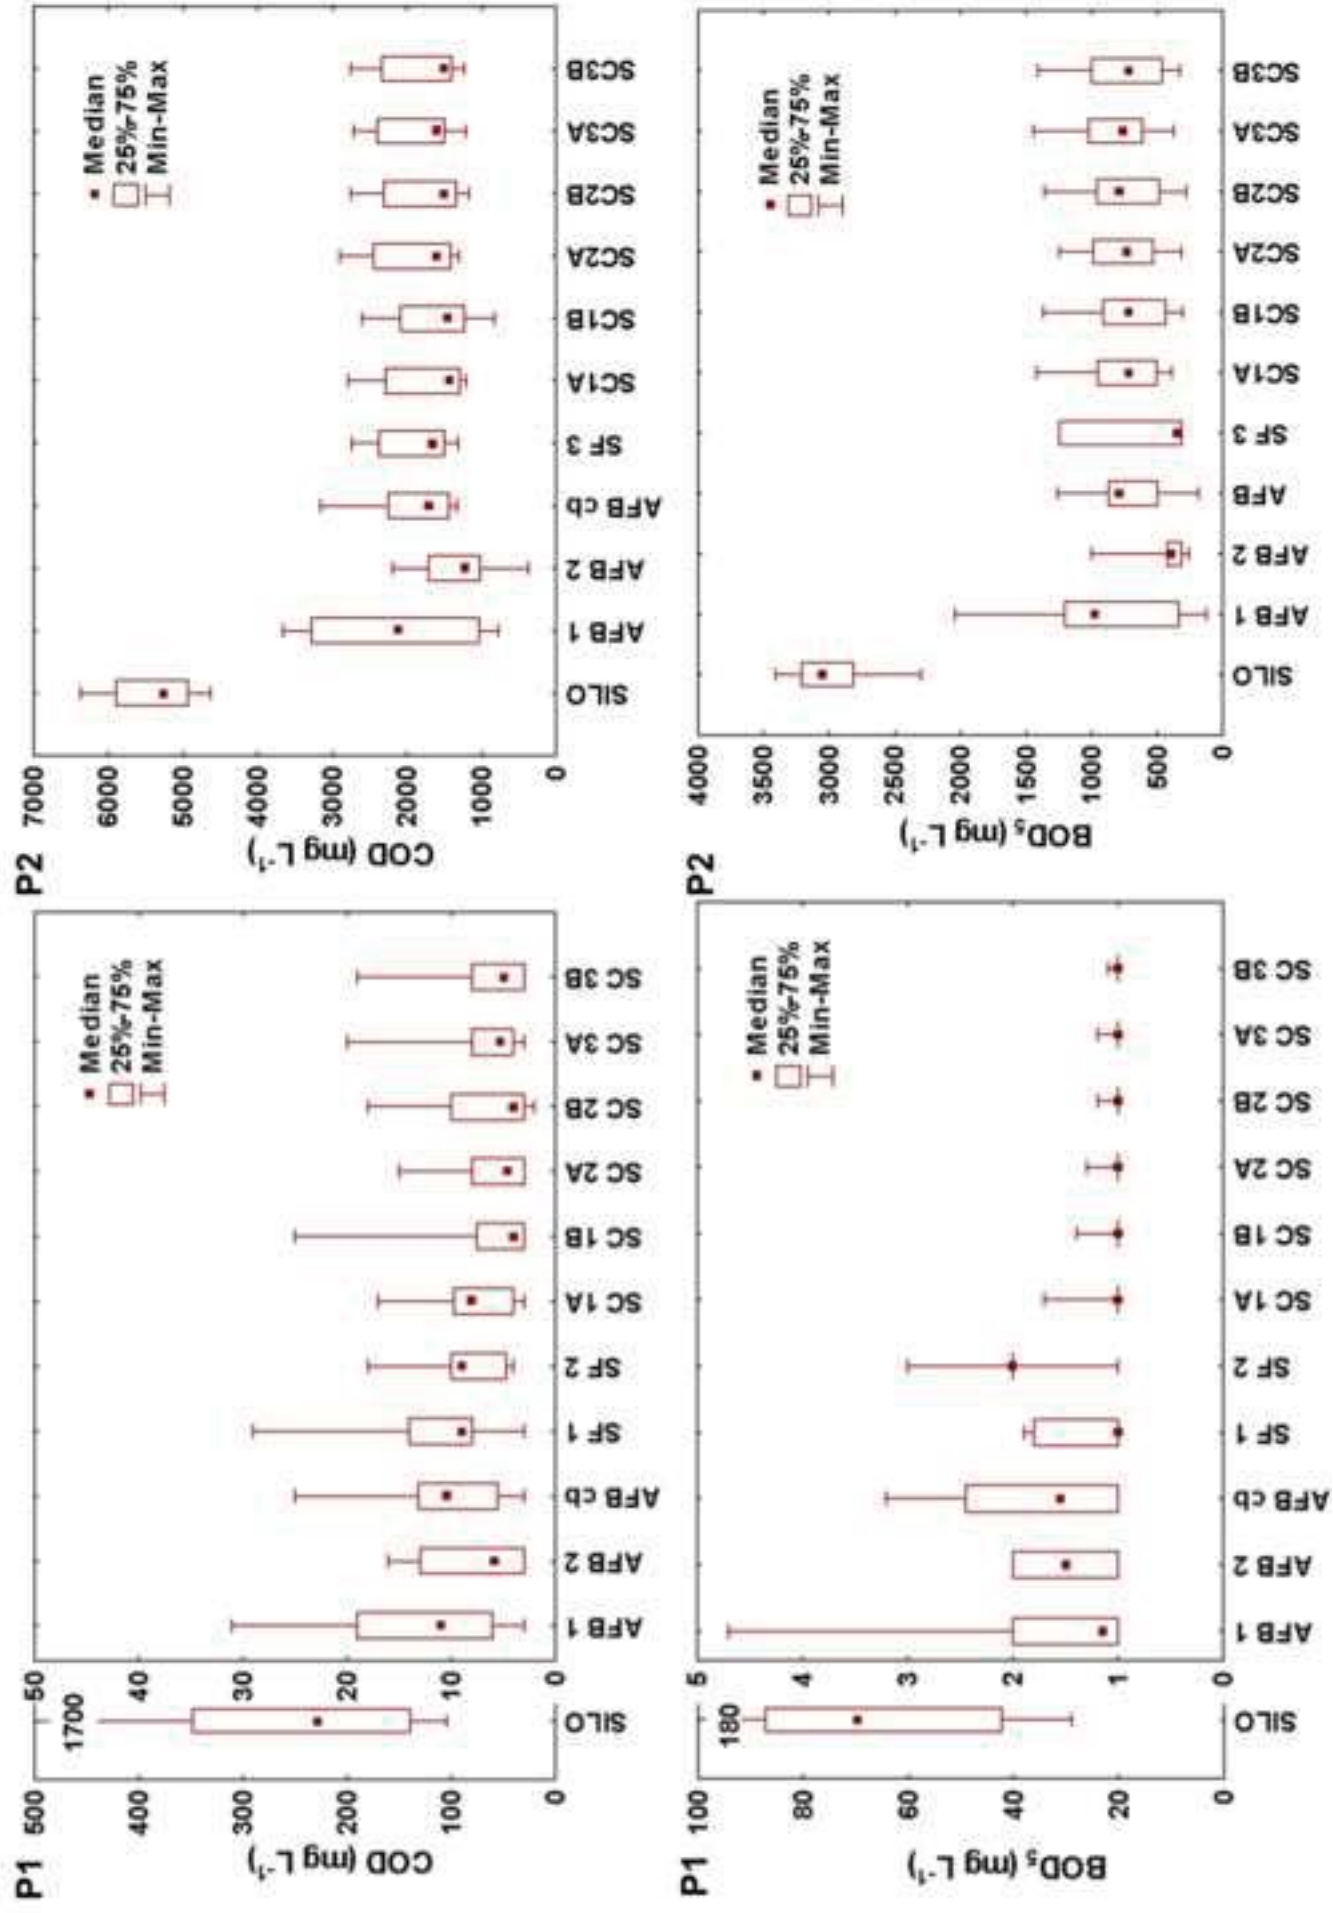 P1
COD (mg L⁻¹)
500
400
300
200
100
0
1700
50
40
30
20
10
0
Median
25%-75%
Min-Max
SILO
AFB 1
AFB 2
AFB cb
SF 1
SF 2
SC 1A
SC 1B
SC 2A
SC 2B
SC 3A
SC 3B
P2
COD (mg L⁻¹)
7000
6000
5000
4000
3000
2000
1000
0
Median
25%-75%
Min-Max
SILO
AFB 1
AFB 2
AFB cb
SF 3
SC1A
SC1B
SC2A
SC2B
SC3A
SC3B
P1
BOD₅ (mg L⁻¹)
100
80
60
40
20
0
180
5
4
3
2
1
0
Median
25%-75%
Min-Max
SILO
AFB 1
AFB 2
AFB cb
SF 1
SF 2
SC 1A
SC 1B
SC 2A
SC 2B
SC 3A
SC 3B
P2
BOD₅ (mg L⁻¹)
4000
3500
3000
2500
2000
1500
1000
500
0
Median
25%-75%
Min-Max
SILO
AFB 1
AFB 2
AFB
SF 3
SC1A
SC1B
SC2A
SC2B
SC3A
SC3B